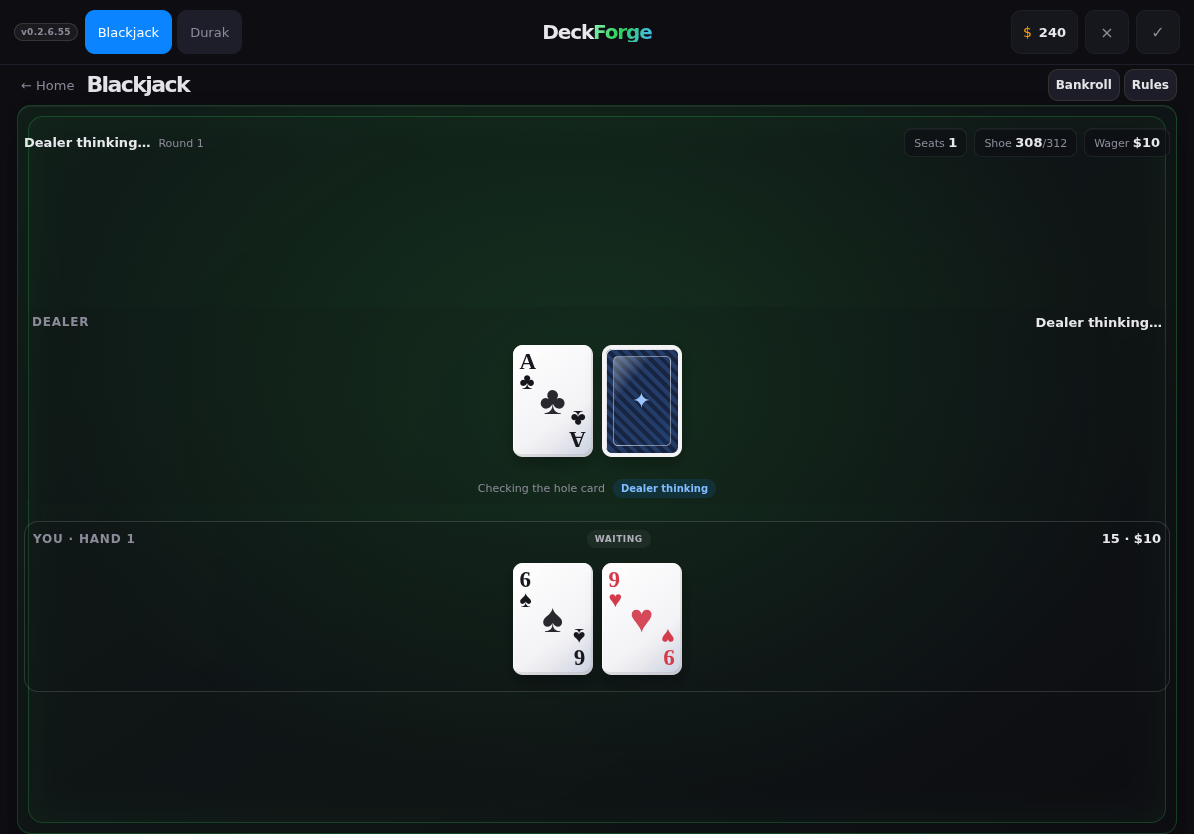 v0.2.6.55 Blackjack Durak DeckForge $ 240 × ✓
← Home Blackjack Bankroll Rules
Dealer thinking… Round 1 Seats 1 Shoe 308/312 Wager $10
DEALER Dealer thinking…
A
A
Checking the hole card Dealer thinking
YOU · HAND 1 WAITING 15 · $10
6 9
6 9